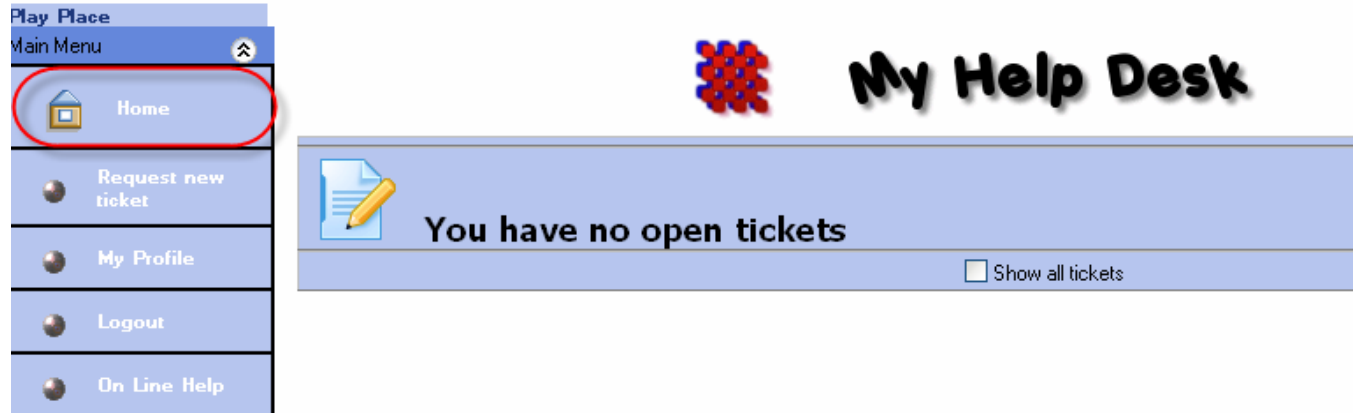 Play Place
Main Menu
Home
Request new
ticket
My Profile
Logout
On Line Help
My Help Desk
You have no open tickets
Show all tickets